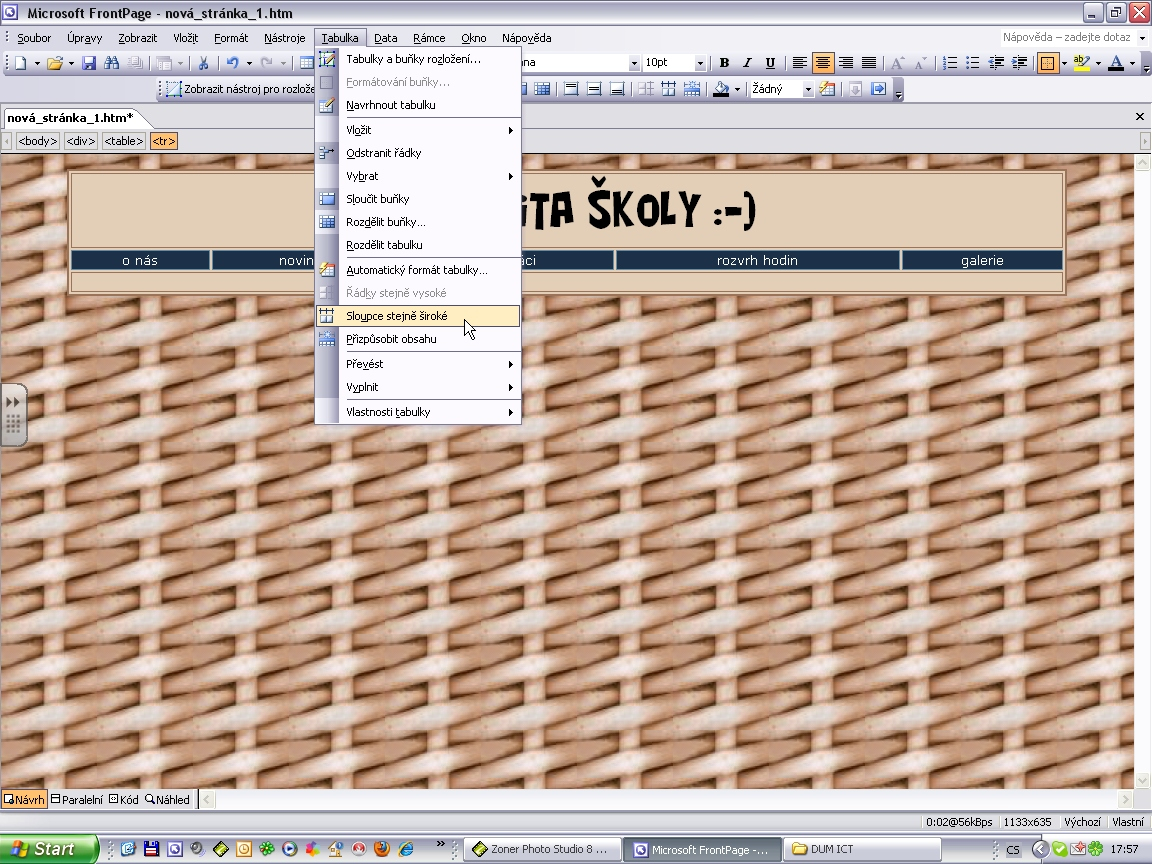 Microsoft FrontPage - nová_stránka_1.htm
Soubor Úpravy Zobrazit Vložit Formát Nástroje Tabulka Data Rámce Okno Nápověda Nápověda – zadejte dotaz
10pt B I U
Zobrazit nástroj pro rozlože Žádný
nová_stránka_1.htm*
<body> <div> <table> <tr>
Tabulky a buňky rozložení...
Formátování buňky...
Navrhnout tabulku
Vložit
Odstranit řádky
Vybrat
Sloučit buňky
Rozdělit buňky...
Rozdělit tabulku
Automatický formát tabulky...
Řádky stejně vysoké
Sloupce stejně široké
Přizpůsobit obsahu
Převést
Vyplnit
Vlastnosti tabulky
ŠKOLY :-)
o nás novin rozvrh hodin galerie
Návrh Paralelní Kód Náhled
0:02@56kBps 1133x635 Výchozí Vlastní
Start Zoner Photo Studio 8 ... Microsoft FrontPage -... DUM ICT CS 17:57